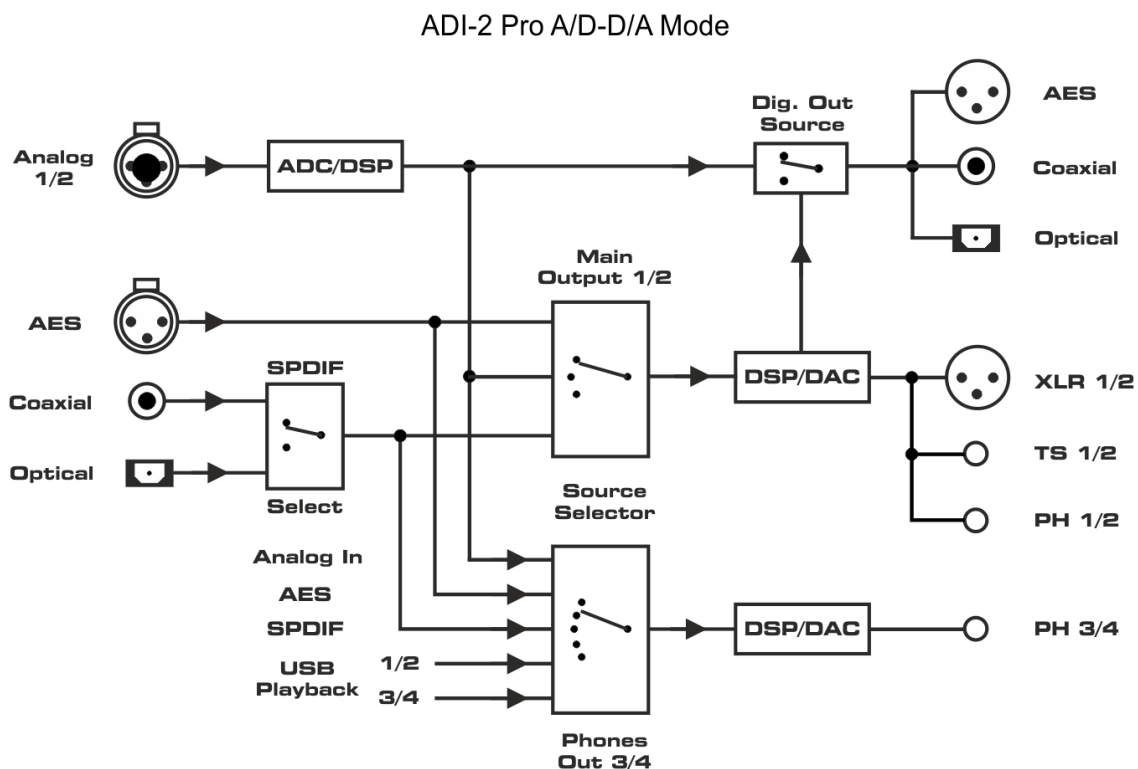 ADI-2 Pro A/D-D/A Mode
Analog
1/2
ADC/DSP
Dig. Out
Source
AES
Coaxial
Optical
AES
Main
Output 1/2
Coaxial
SPDIF
Optical
Select
Source
Selector
DSP/DAC
XLR 1/2
TS 1/2
PH 1/2
Analog In
AES
SPDIF
USB
Playback
1/2
3/4
Phones
Out 3/4
DSP/DAC
PH 3/4